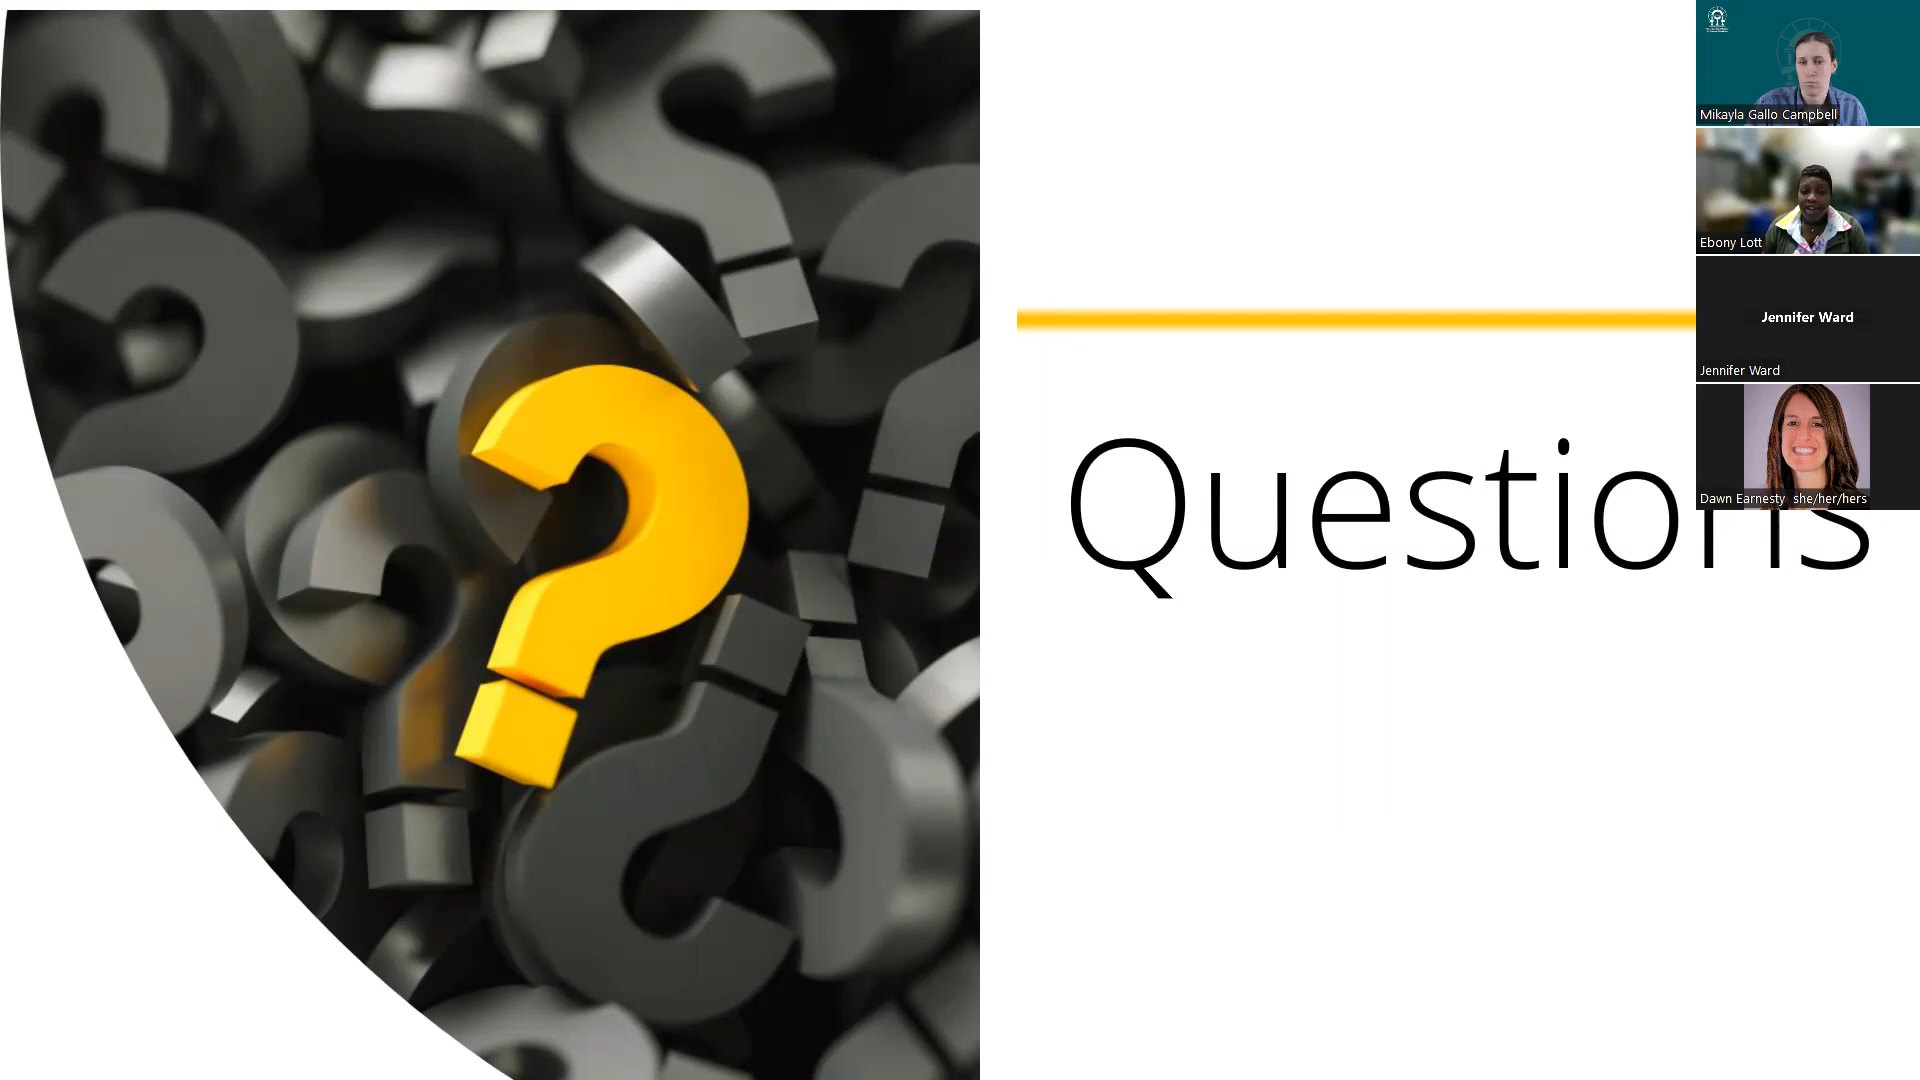 Questions
Mikayla Gallo Campbell
Ebony Lott
Jennifer Ward
Jennifer Ward
Dawn Earnesty she/her/hers